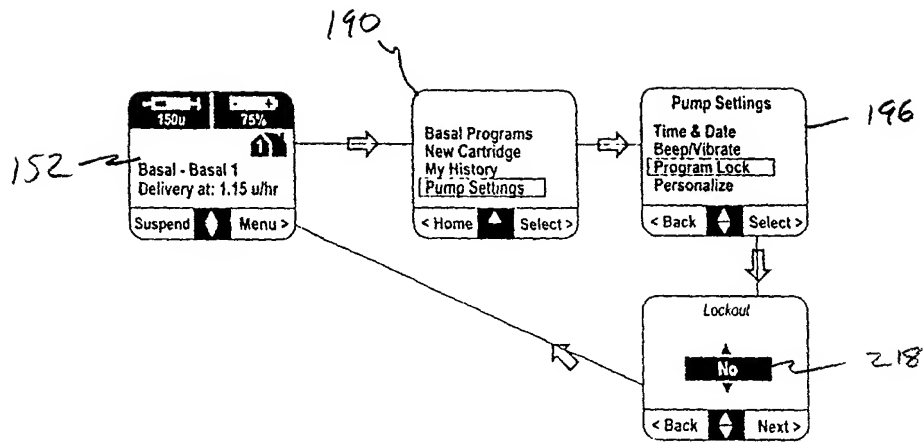 190
150u 75%
1
152
Basal - Basal 1
Delivery at: 1.15 u/hr
Suspend Menu >
Basal Programs
New Cartridge
My History
Pump Settings
< Home Select >
Pump Settings
196
Time & Date
Beep/Vibrate
Program Lock
Personalize
< Back Select >
Lockout
No
218
< Back Next >